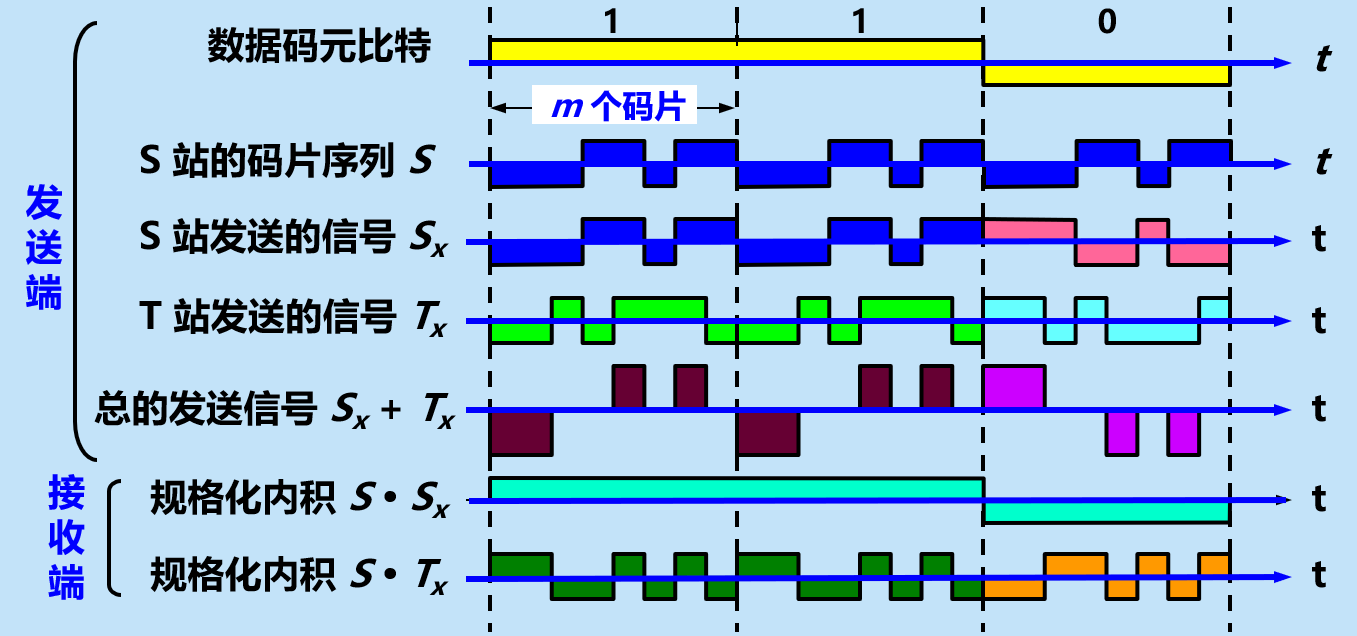 1 1 0
数据码元比特 t
m 个码片
S 站的码片序列 S t
发送端
S 站发送的信号 Sx t
T 站发送的信号 Tx t
总的发送信号 Sx + Tx t
接收端
规格化内积 S • Sx t
规格化内积 S • Tx t